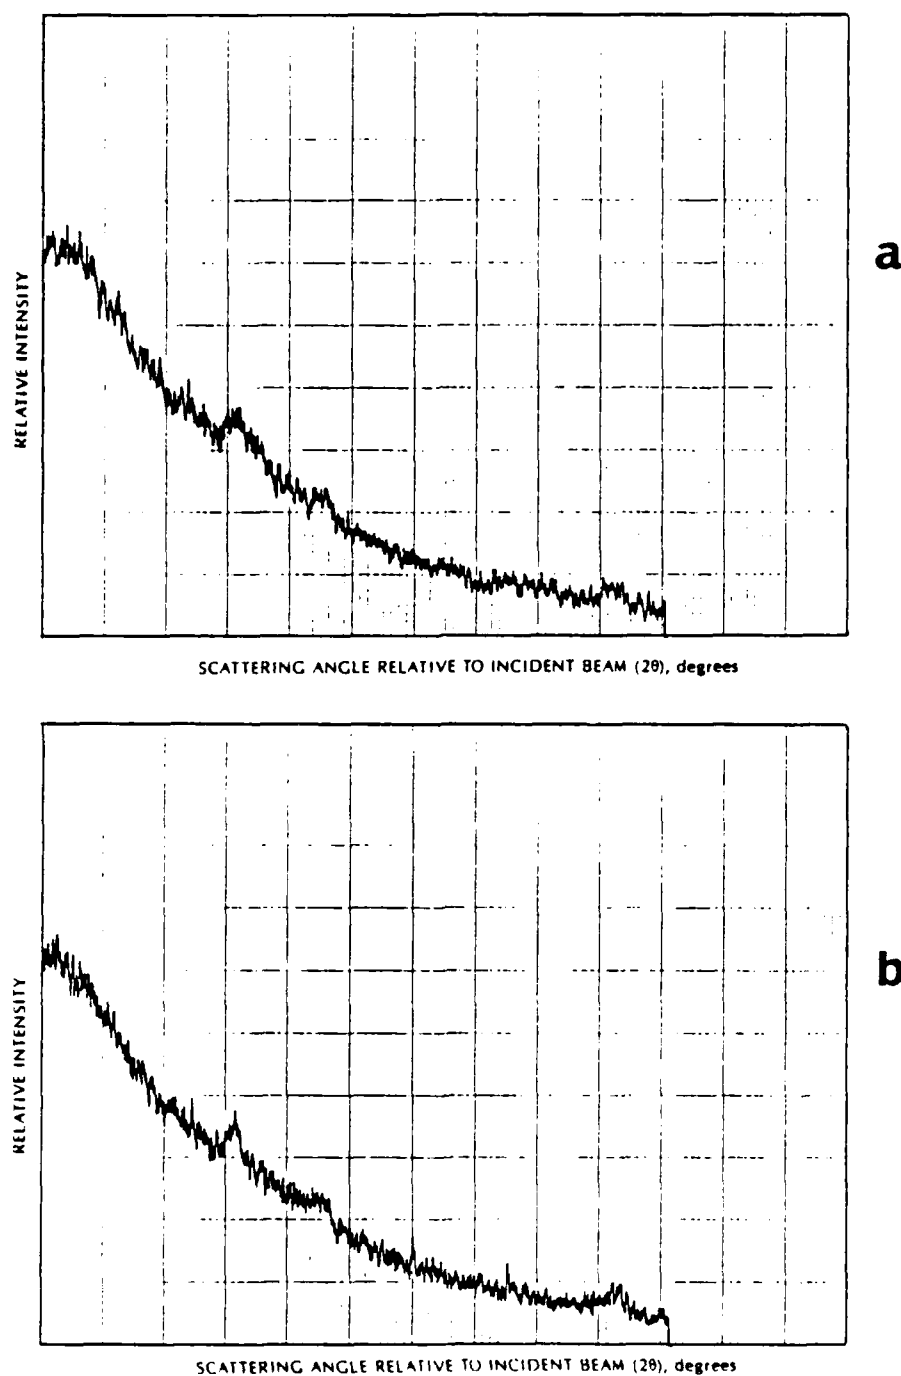 a
RELATIVE INTENSITY
SCATTERING ANGLE RELATIVE TO INCIDENT BEAM (2θ), degrees
b
RELATIVE INTENSITY
SCATTERING ANGLE RELATIVE TO INCIDENT BEAM (2θ), degrees